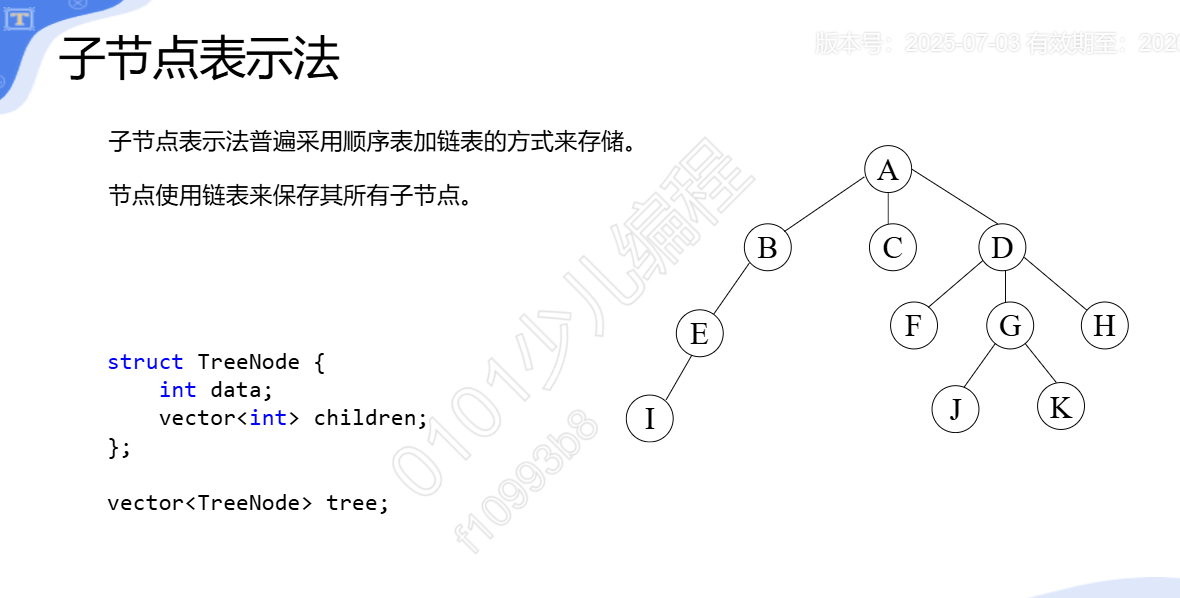 子节点表示法
版本号：2025-07-03 有效期至：2020
子节点表示法普遍采用顺序表加链表的方式来存储。
节点使用链表来保存其所有子节点。
struct TreeNode {
    int data;
    vector<int> children;
};
vector<TreeNode> tree;
A
B
C
D
E
F
G
H
I
J
K
0101少儿编程
f10993b8
T